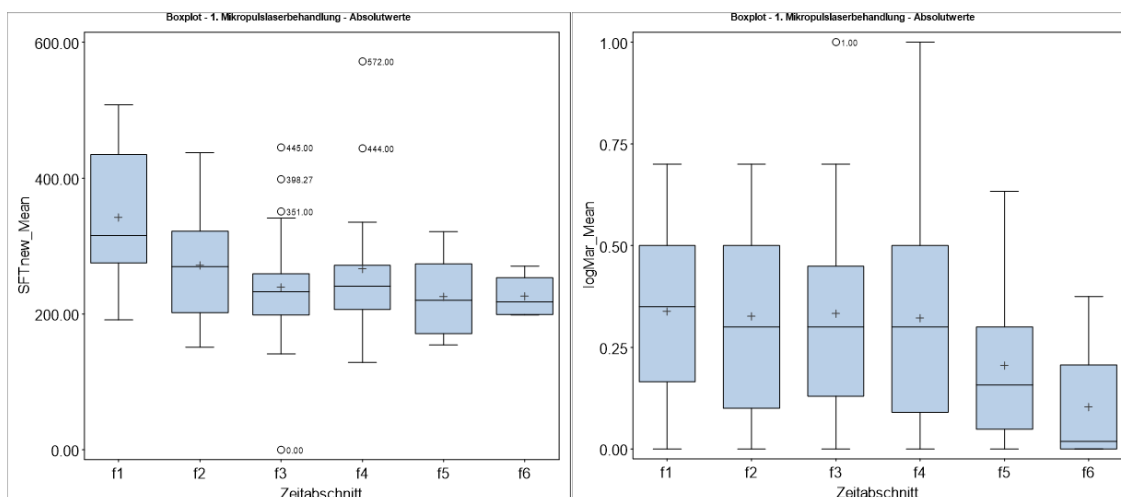 Boxplot - 1. Mikropulslaserbehandlung - Absolutwerte
600.00
400.00
200.00
0.00
SFTnew_Mean
572.00
445.00
444.00
398.27
351.00
0.00
f1 f2 f3 f4 f5 f6
Zeitabschnitt
Boxplot - 1. Mikropulslaserbehandlung - Absolutwerte
1.00
0.75
0.50
0.25
0.00
logMar_Mean
1.00
f1 f2 f3 f4 f5 f6
Zeitabschnitt